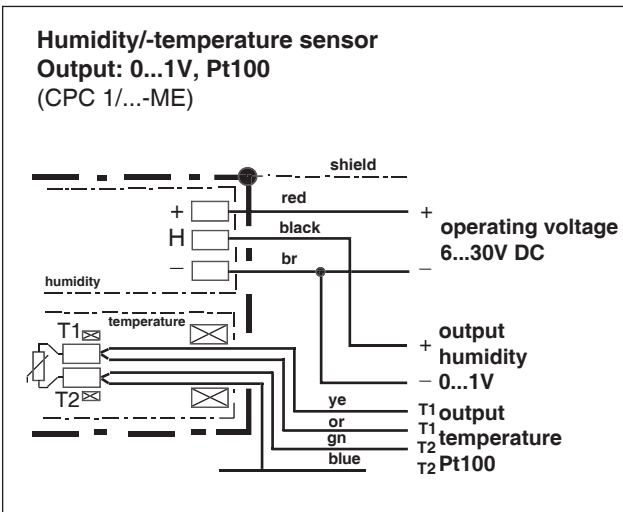 Humidity/-temperature sensor
Output: 0...1V, Pt100
(CPC 1/...-ME)
shield
red
+
+
operating voltage
black
H
6...30V DC
br
−
−
humidity
temperature
T1
output
+
humidity
T2
− 0...1V
ye
T1 output
or
T1
gn
T2 temperature
blue
T2 Pt100